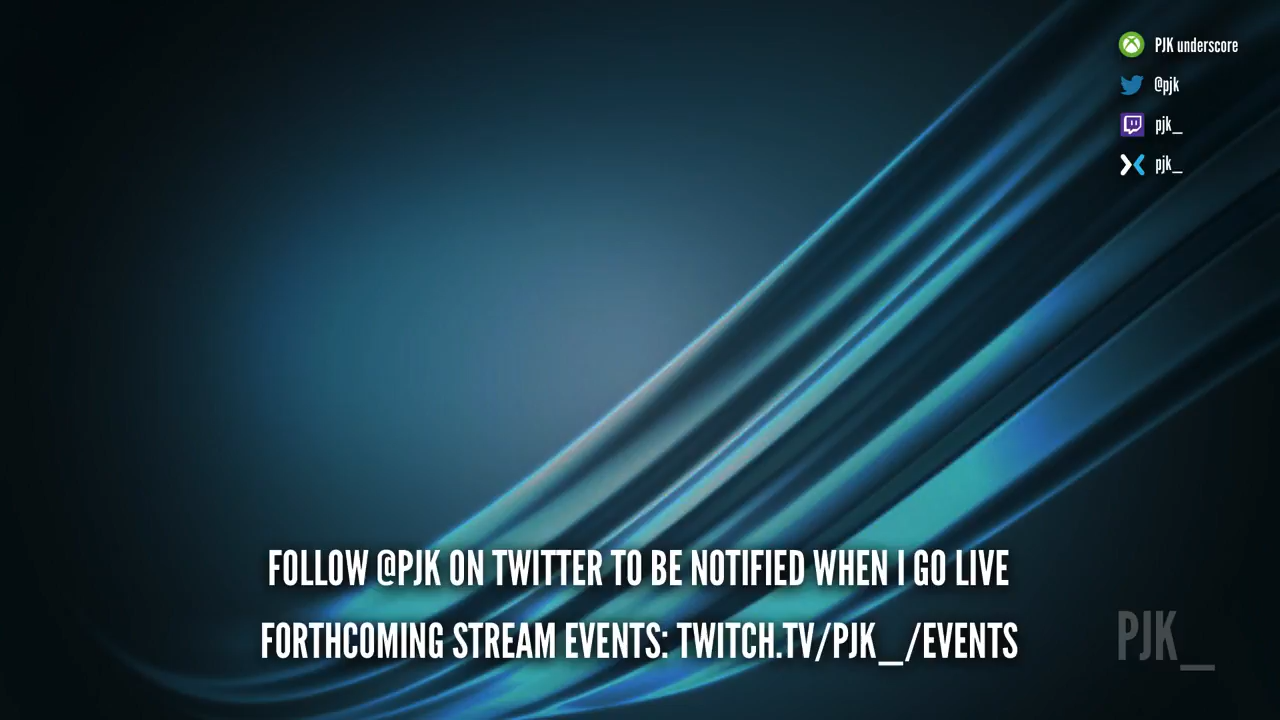 PJK underscore
@pjk
pjk_
pjk_
FOLLOW @PJK ON TWITTER TO BE NOTIFIED WHEN I GO LIVE
FORTHCOMING STREAM EVENTS: TWITCH.TV/PJK_/EVENTS
PJK_